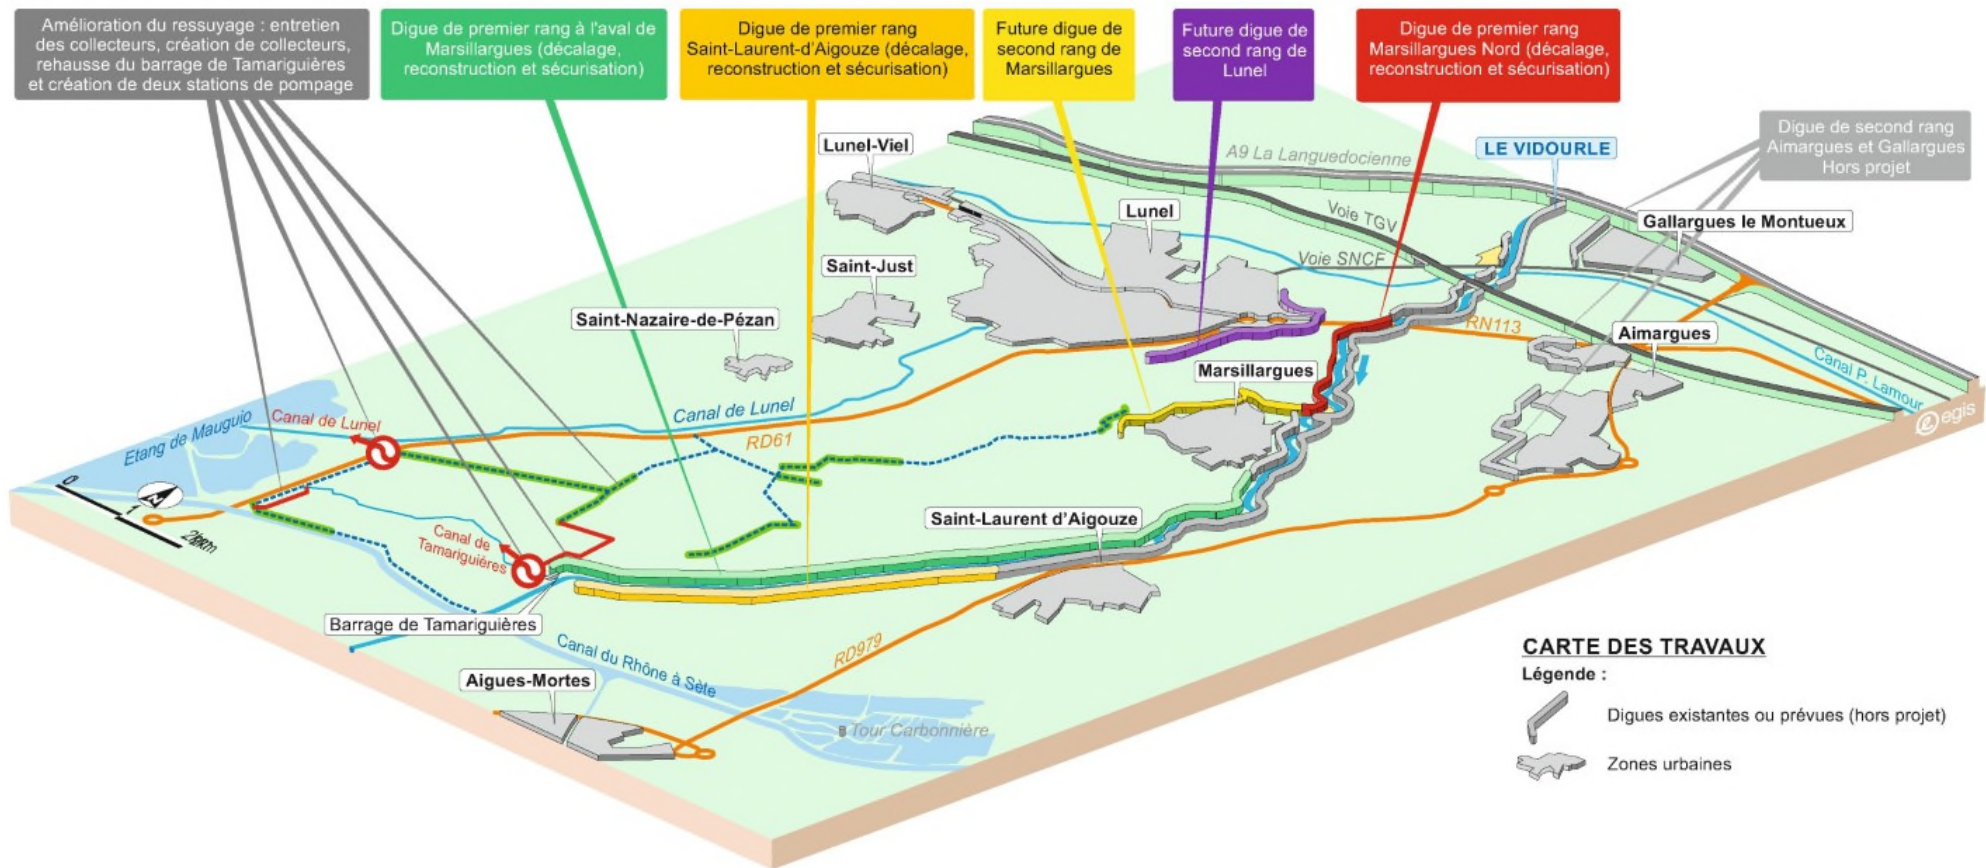 Amélioration du ressuyage : entretien
des collecteurs, création de collecteurs,
rehausse du barrage de Tamariguières
et création de deux stations de pompage
Digue de premier rang à l'aval de
Marsillargues (décalage,
reconstruction et sécurisation)
Digue de premier rang
Saint-Laurent-d'Aigouze (décalage,
reconstruction et sécurisation)
Future digue de
second rang de
Marsillargues
Future digue de
second rang de
Lunel
Digue de premier rang
Marsillargues Nord (décalage,
reconstruction et sécurisation)
Digue de second rang
Aimargues et Gallargues
Hors projet
Lunel-Viel
A9 La Languedocienne
LE VIDOURLE
Lunel
Voie TGV
Gallargues le Montueux
Voie SNCF
Saint-Just
Saint-Nazaire-de-Pézan
RN113
Aimargues
Marsillargues
Canal P. Lamour
egis
Canal de Lunel
RD61
Canal de Lunel
Etang de Mauguio
0
1
km
N
Saint-Laurent d'Aigouze
Canal de
Tamariguières
Barrage de Tamariguières
Canal du Rhône à Sète
RD979
Aigues-Mortes
Tour Carbonnière
CARTE DES TRAVAUX
Légende :
Digues existantes ou prévues (hors projet)
Zones urbaines